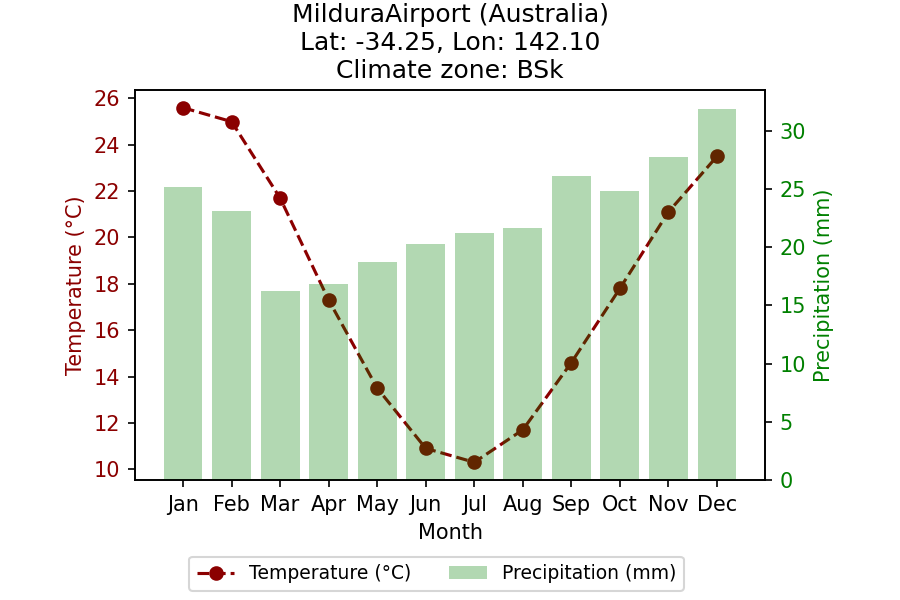 MilduraAirport (Australia)
Lat: -34.25, Lon: 142.10
Climate zone: BSk
Temperature (°C)
26
24
22
20
18
16
14
12
10
30
25
20
15
10
5
0
Precipitation (mm)
Jan Feb Mar Apr May Jun Jul Aug Sep Oct Nov Dec
Month
Temperature (°C) Precipitation (mm)